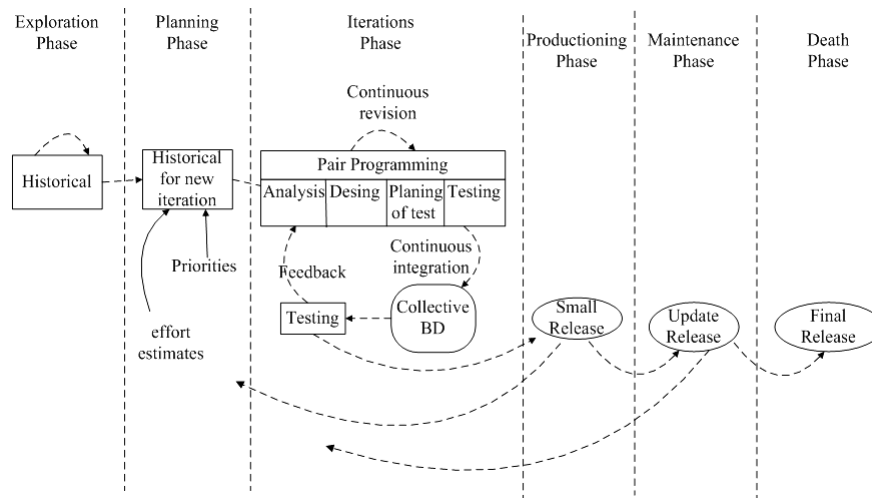 Exploration
Phase
Planning
Phase
Iterations
Phase
Productioning
Phase
Maintenance
Phase
Death
Phase
Continuous
revision
Historical
Historical
for new
iteration
Pair Programming
Analysis
Desing
Planing
of test
Testing
Priorities
effort
estimates
Feedback
Continuous
integration
Testing
Collective
BD
Small
Release
Update
Release
Final
Release